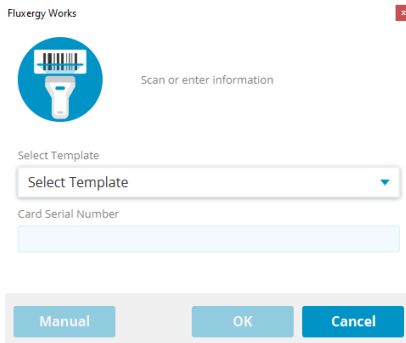 Fluxergy Works
x
Scan or enter information
Select Template
Select Template
Card Serial Number
Manual
OK
Cancel